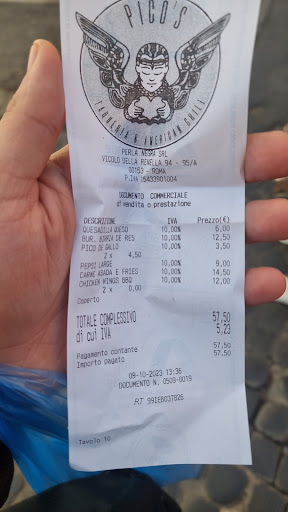 PICO'S
TAQUERIA & AMERICAN GRILL
PERLA NEGRA SRL
VICOLO DELLA RENELLA 94 - 95/A
00153 - ROMA
P.IVA 15433901004
DOCUMENTO COMMERCIALE
di vendita o prestazione
DESCRIZIONE IVA Prezzo(€)
QUESADILLA QUESO 10,00% 6,00
BUR. BIRRIA DE RES 10,00% 12,50
PICO DE GALLO 10,00% 3,50
2 x 4,50
PEPSI LARGE 10,00% 9,00
CARNE ASADA E FRIES 10,00% 14,50
CHICKEN WINGS BBQ 10,00% 12,00
2 x 0,00
Coperto
TOTALE COMPLESSIVO 57,50
di cui IVA 5,23
Pagamento contante 57,50
Importo pagato 57,50
09-10-2023 13:36
DOCUMENTO N. 0509-0019
RT 99IEB037826
Tavolo 10